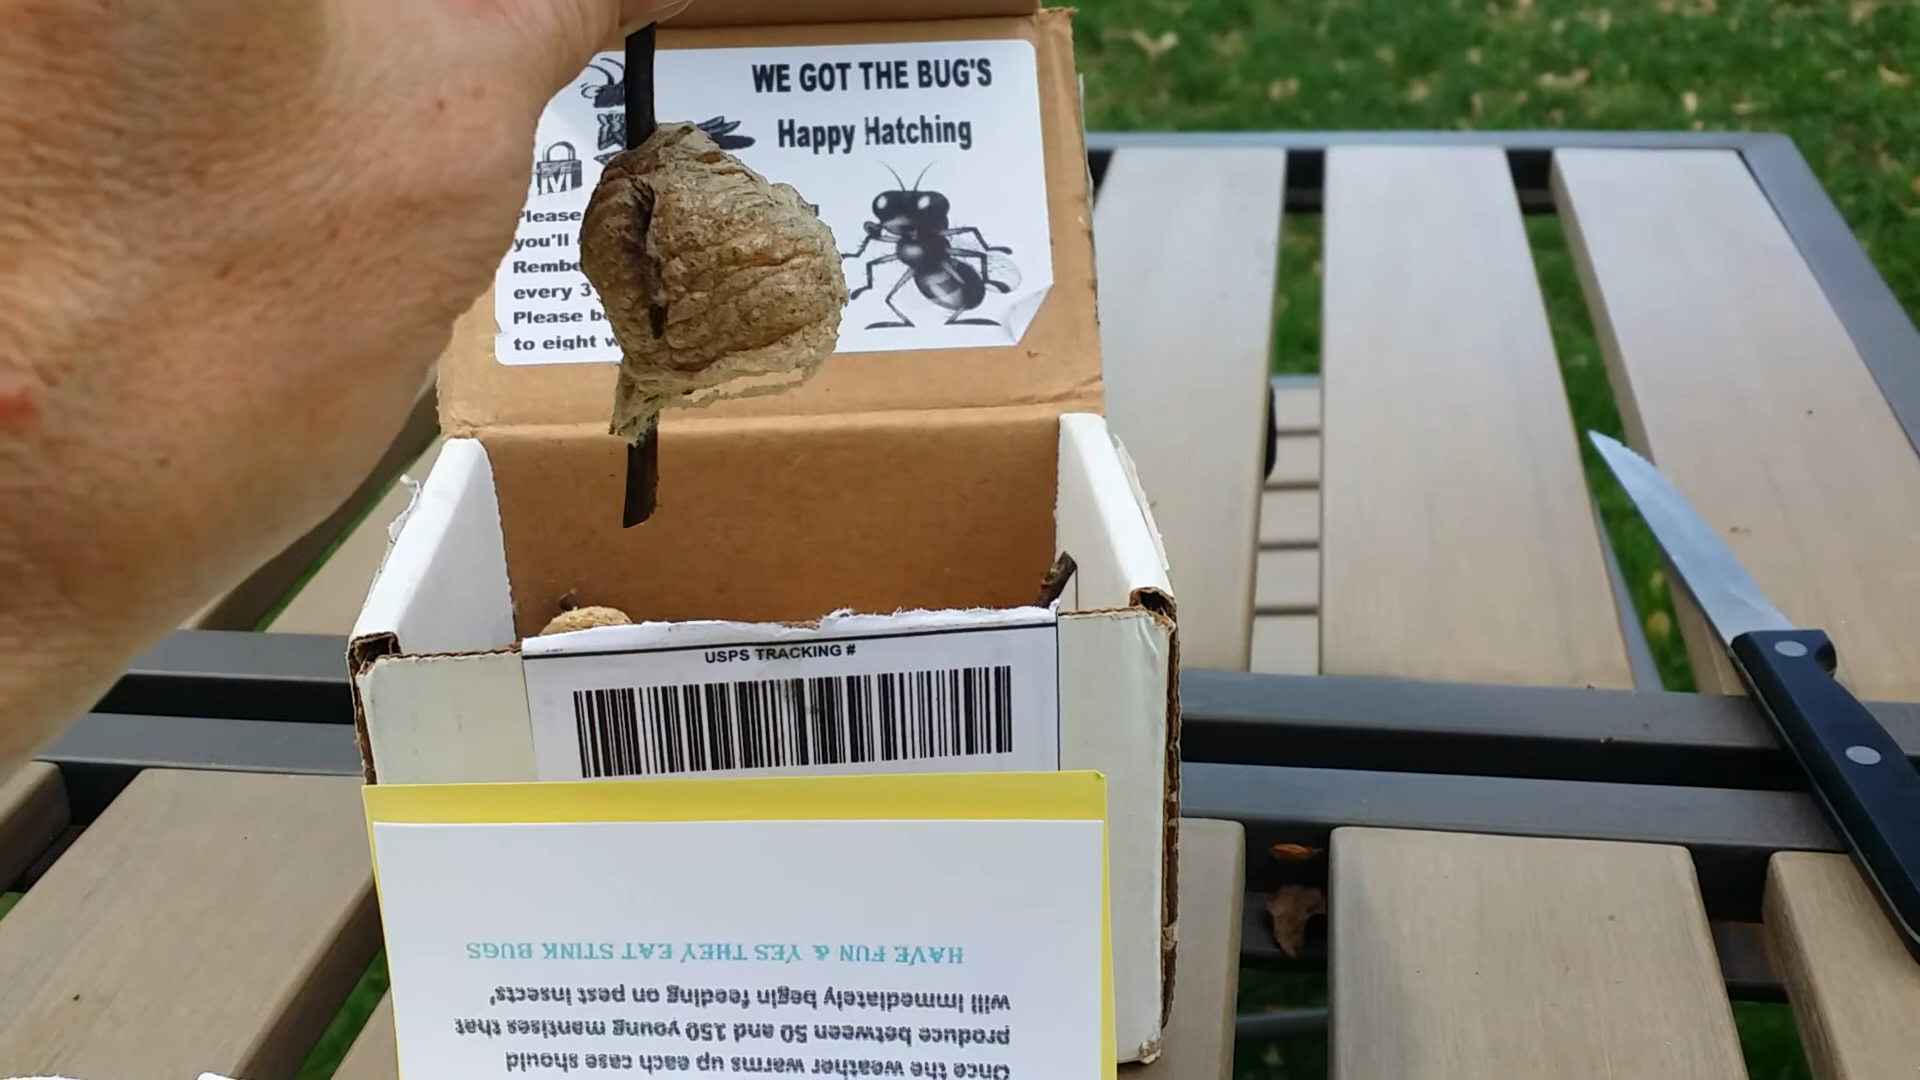 WE GOT THE BUG'S
Happy Hatching
M
Please
you'll
Rembe
every 3
Please be
to eight w
USPS TRACKING #
HAVE FUN & YES THEY EAT STINK BUGS
will immediately begin feeding on pest insects'
produce between 50 and 150 young mantises that
Once the weather warms up each case should